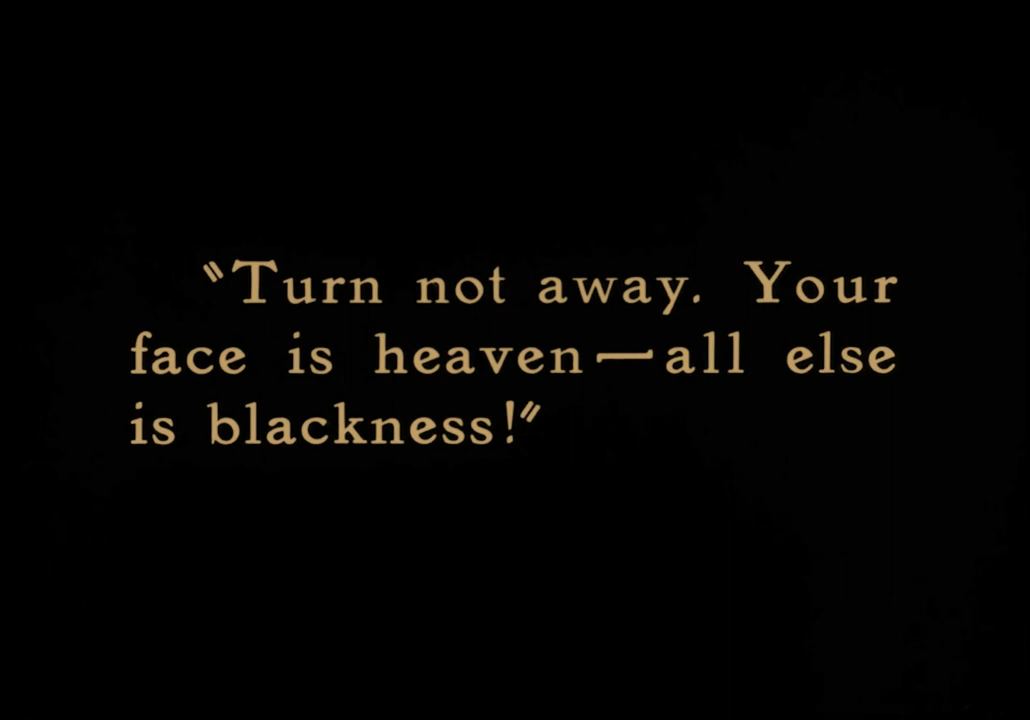 "Turn not away. Your
face is heaven—all else
is blackness!"